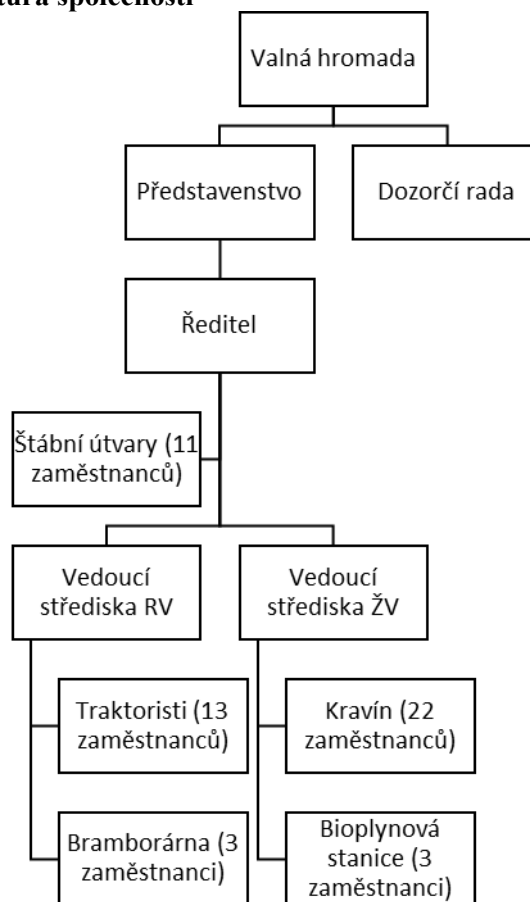 společnosti
Valná hromada
Představenstvo
Dozorčí rada
Ředitel
Štábní útvary (11
zaměstnanců)
Vedoucí
střediska RV
Vedoucí
střediska ŽV
Traktoristi (13
zaměstnanců)
Kravín (22
zaměstnanců)
Bramborárna (3
zaměstnanci)
Bioplynová
stanice (3
zaměstnanci)